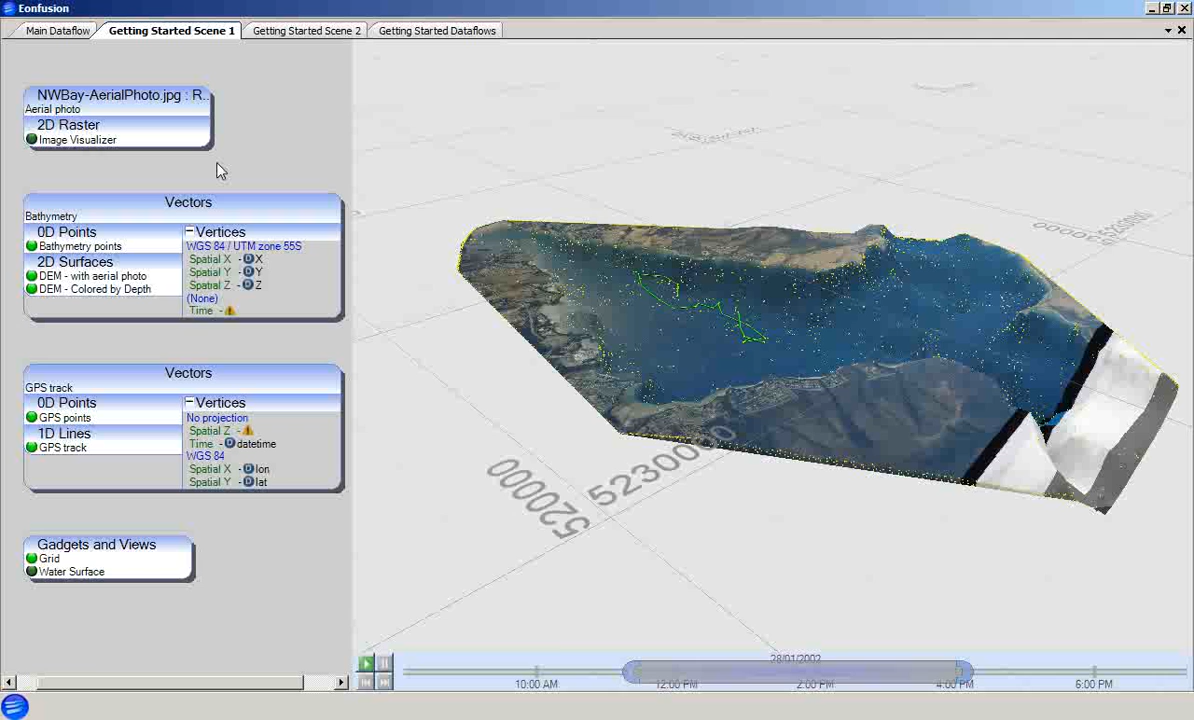 Eonfusion
Main Dataflow
Getting Started Scene 1
Getting Started Scene 2
Getting Started Dataflows
NWBay-AerialPhoto.jpg : R..
Aerial photo
2D Raster
Image Visualizer
Vectors
Bathymetry
0D Points
Bathymetry points
2D Surfaces
DEM - with aerial photo
DEM - Colored by Depth
Vertices
WGS 84 / UTM zone 55S
Spatial X - D X
Spatial Y - D Y
Spatial Z - D Z
(None)
Time -
Vectors
GPS track
0D Points
GPS points
1D Lines
GPS track
Vertices
No projection
Spatial Z -
Time - D datetime
WGS 84
Spatial X - D lon
Spatial Y - D lat
Gadgets and Views
Grid
Water Surface
520000
5230000
5220000
28/01/2002
10:00 AM
12:00 PM
2:00 PM
4:00 PM
6:00 PM